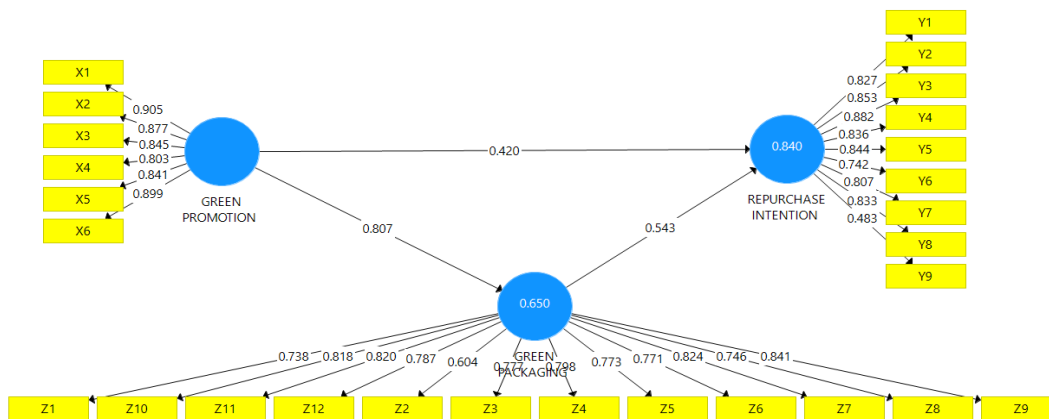 Y1
Y2
Y3
Y4
Y5
Y6
Y7
Y8
Y9
X1
X2
X3
X4
X5
X6
0.905
0.877
0.845
0.803
0.841
0.899
GREEN
PROMOTION
0.420
0.807
0.543
0.827
0.853
0.882
0.836
0.844
0.742
0.807
0.833
0.483
0.840
REPURCHASE
INTENTION
0.650
GREEN
PACKAGING
0.738
0.818
0.820
0.787
0.604
0.777
0.798
0.773
0.771
0.824
0.746
0.841
Z1
Z10
Z11
Z12
Z2
Z3
Z4
Z5
Z6
Z7
Z8
Z9